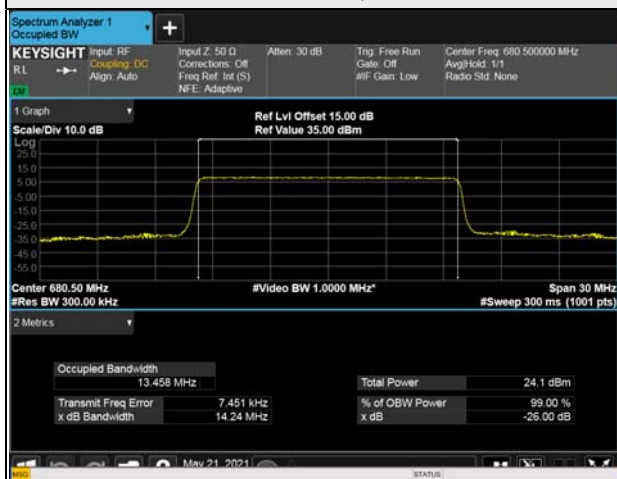 Spectrum Analyzer 1
Occupied BW
KEYSIGHT Input: RF Input Z: 50 Ω Atten: 30 dB Trig: Free Run Center Freq: 680.500000 MHz
RL Coupling: DC Corrections: Off Gate: Off Avg|Hold: 1/1
Align: Auto Freq Ref: Int (S) #IF Gain: Low Radio Std: None
NFE: Adaptive
1 Graph
Ref Lvl Offset 15.00 dB
Scale/Div 10.0 dB Ref Value 35.00 dBm
Log
25.0
15.0
5.00
-5.00
-15.0
-25.0
-35.0
-45.0
-55.0
Center 680.50 MHz #Video BW 1.0000 MHz* Span 30 MHz
#Res BW 300.00 kHz #Sweep 300 ms (1001 pts)
2 Metrics
Occupied Bandwidth
13.458 MHz Total Power 24.1 dBm
Transmit Freq Error 7.451 kHz % of OBW Power 99.00 %
x dB Bandwidth 14.24 MHz x dB -26.00 dB
May 21, 2021
MSG STATUS